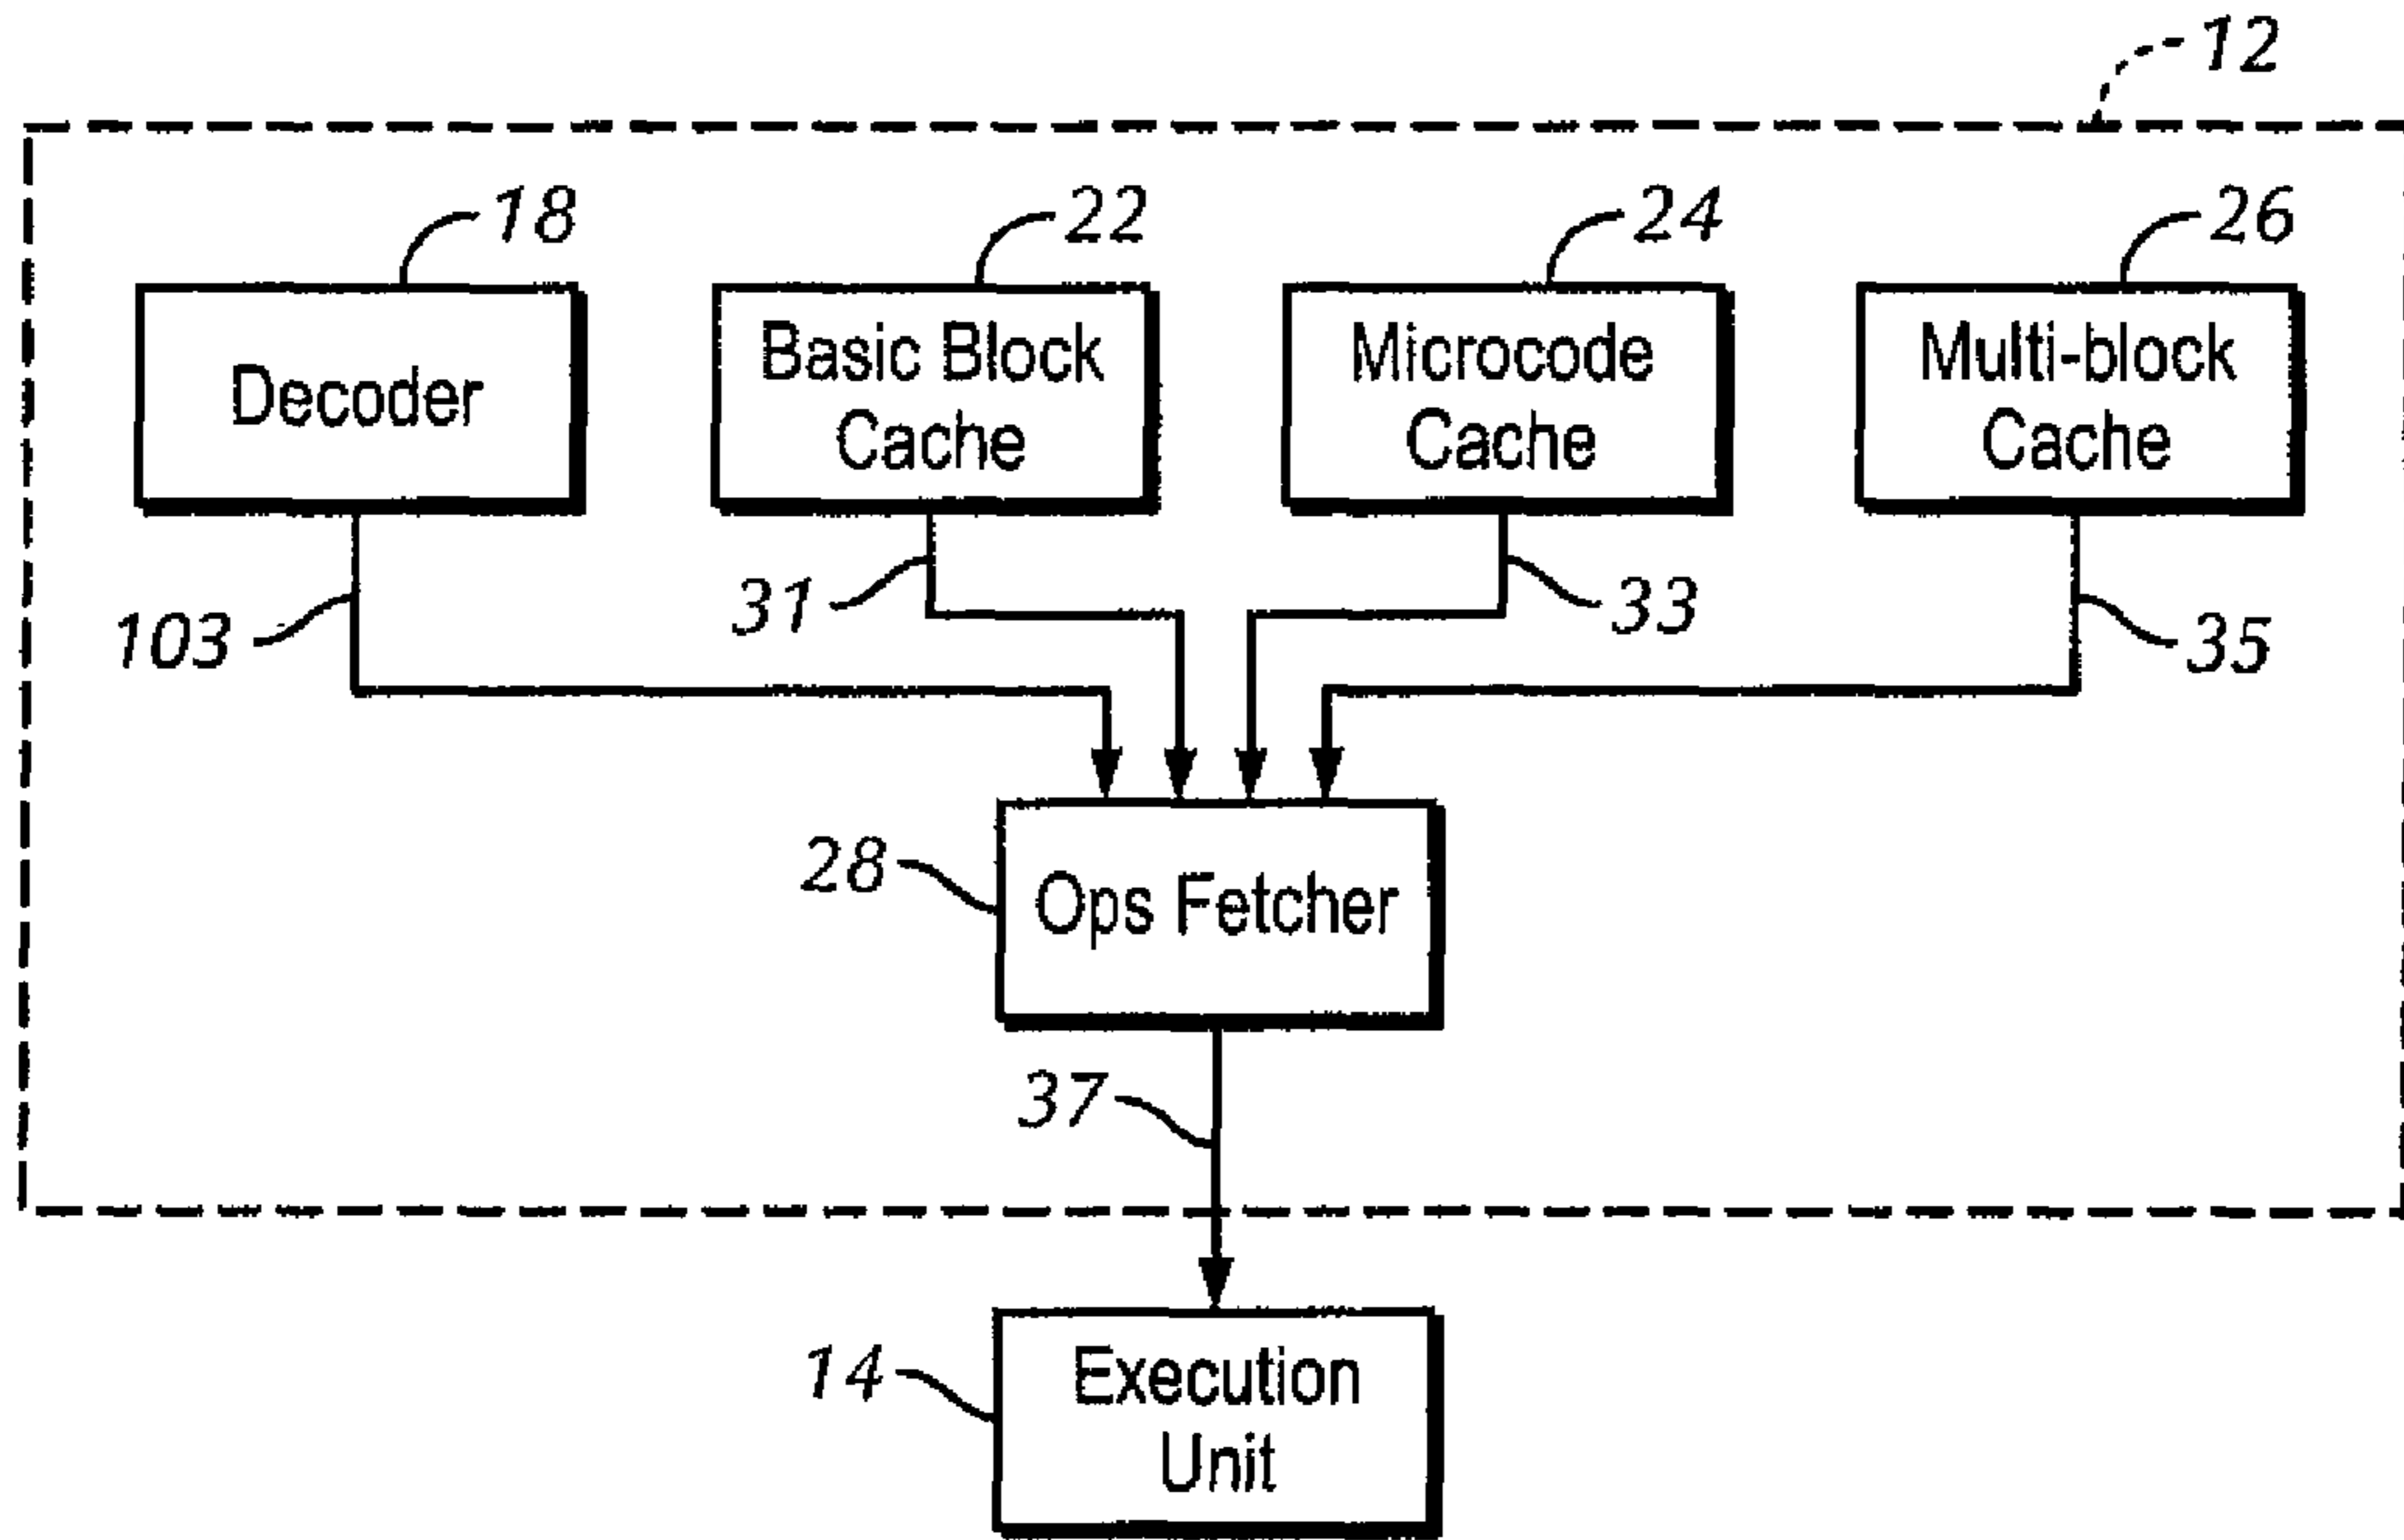 12
18
22
24
26
Decoder
Basic Block
Cache
Microcode
Cache
Multi-block
Cache
103
31
33
35
28
Ops Fetcher
37
14
Execution
Unit